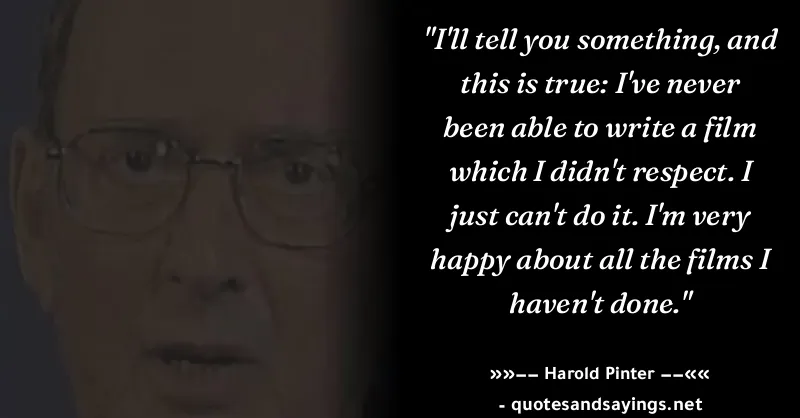 "I'll tell you something, and
this is true: I've never
been able to write a film
which I didn't respect. I
just can't do it. I'm very
happy about all the films I
haven't done."
»»−− Harold Pinter −−««
- quotesandsayings.net